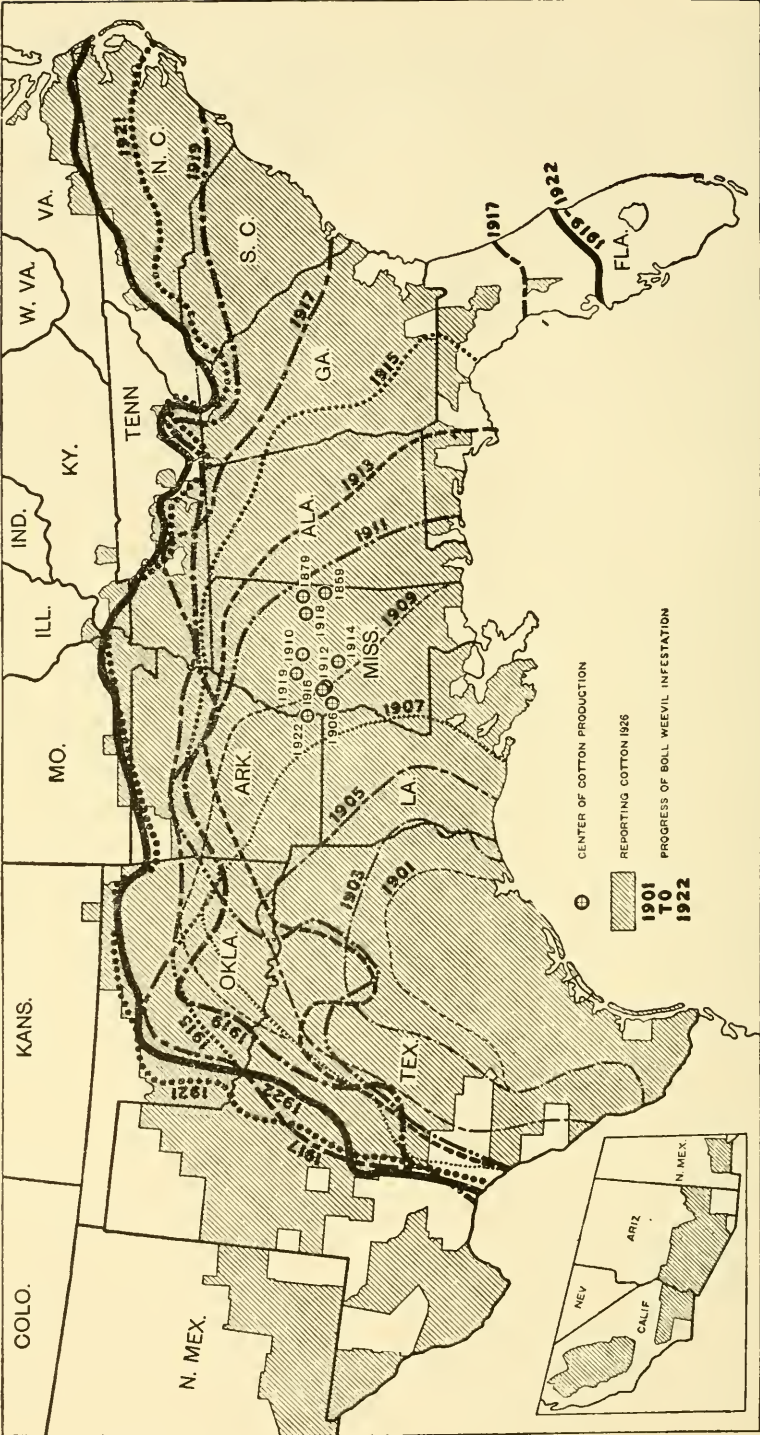 COLO.
KANS.
MO.
ILL.
IND.
KY.
W. VA.
VA.
N. MEX.
TENN
N. C.
S. C.
OKLA.
ARK.
TEX.
LA.
MISS.
ALA.
GA.
FLA.
1921
1919
1917
1915
1913
1911
1909
1907
1905
1903
1901
1915
1919
1921
1922
1917
1917
1922
1919
1879
1859
1918
1910
1912
1914
1919
1916
1922
1906
CENTER OF COTTON PRODUCTION
REPORTING COTTON 1926
1901
TO
1922
PROGRESS OF BOLL WEEVIL INFESTATION
NEV
CALIF
ARIZ
N. MEX.